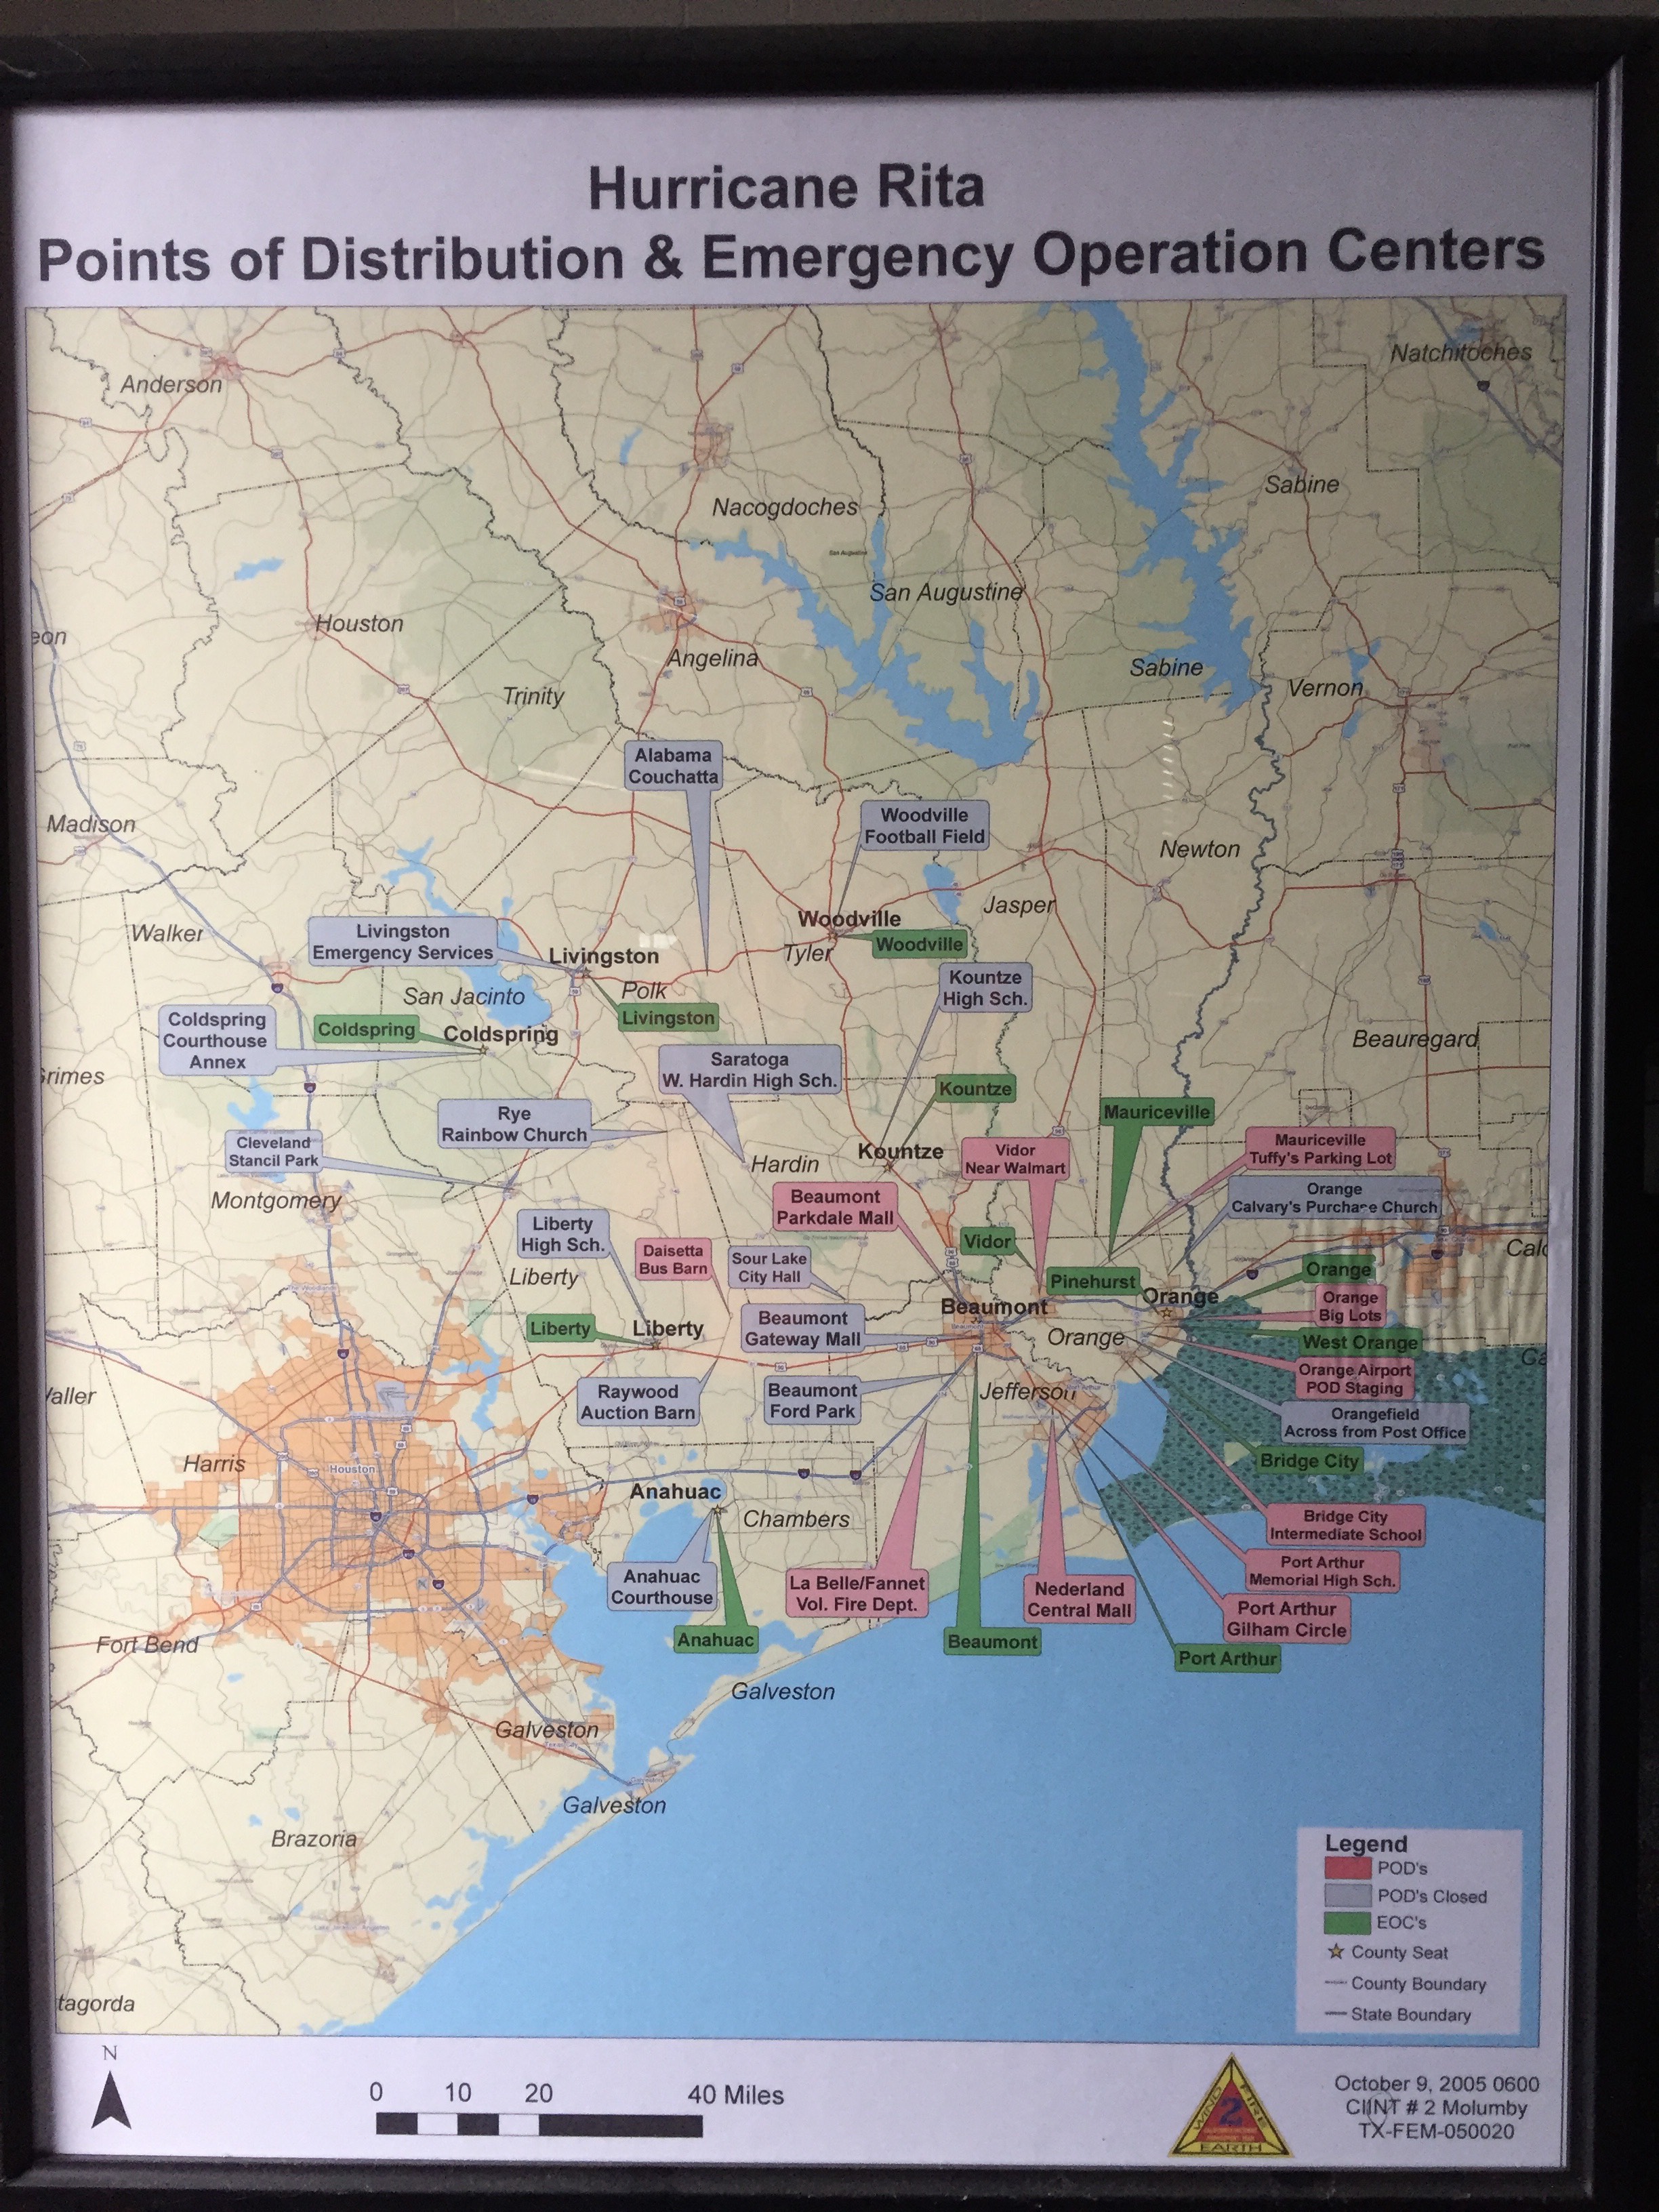 Hurricane Rita
Points of Distribution & Emergency Operation Centers
Natchitoches
Anderson
Sabine
Nacogdoches
San Augustine
San Augustine
Houston
eon
Angelina
Sabine
Vernon
Trinity
Alabama
Couchatta
Woodville
Football Field
Madison
Newton
Jasper
Walker
Livingston
Emergency Services
Woodville
Woodville
Tyler
Livingston
Polk
Livingston
San Jacinto
Kountze
High Sch.
Coldspring
Courthouse
Annex
Coldspring
Coldspring
Beauregard
Grimes
Saratoga
W. Hardin High Sch.
Kountze
Mauriceville
Rye
Rainbow Church
Cleveland
Stancil Park
Kountze
Hardin
Vidor
Near Walmart
Mauriceville
Tuffy's Parking Lot
Orange
Calvary's Purchase Church
Montgomery
Beaumont
Parkdale Mall
Liberty
High Sch.
Daisetta
Bus Barn
Sour Lake
City Hall
Vidor
Calc
Liberty
Pinehurst
Orange
Orange
Orange
Big Lots
Beaumont
Beaumont
Liberty
Liberty
Beaumont
Gateway Mall
Orange
West Orange
Orange Airport
POD Staging
Waller
Raywood
Auction Barn
Beaumont
Ford Park
Jefferson
Orangefield
Across from Post Office
Harris
Houston
Bridge City
Anahuac
Chambers
Bridge City
Intermediate School
Anahuac
Courthouse
La Belle/Fannet
Vol. Fire Dept.
Nederland
Central Mall
Port Arthur
Memorial High Sch.
Port Arthur
Gilham Circle
Anahuac
Beaumont
Port Arthur
Fort Bend
Galveston
Galveston
Galveston
Brazoria
tagorda
Legend
POD's
POD's Closed
EOC's
County Seat
County Boundary
State Boundary
N
0 10 20 40 Miles
WIND FIRE
2
EARTH
October 9, 2005 0600
CIINT # 2 Molumby
TX-FEM-050020